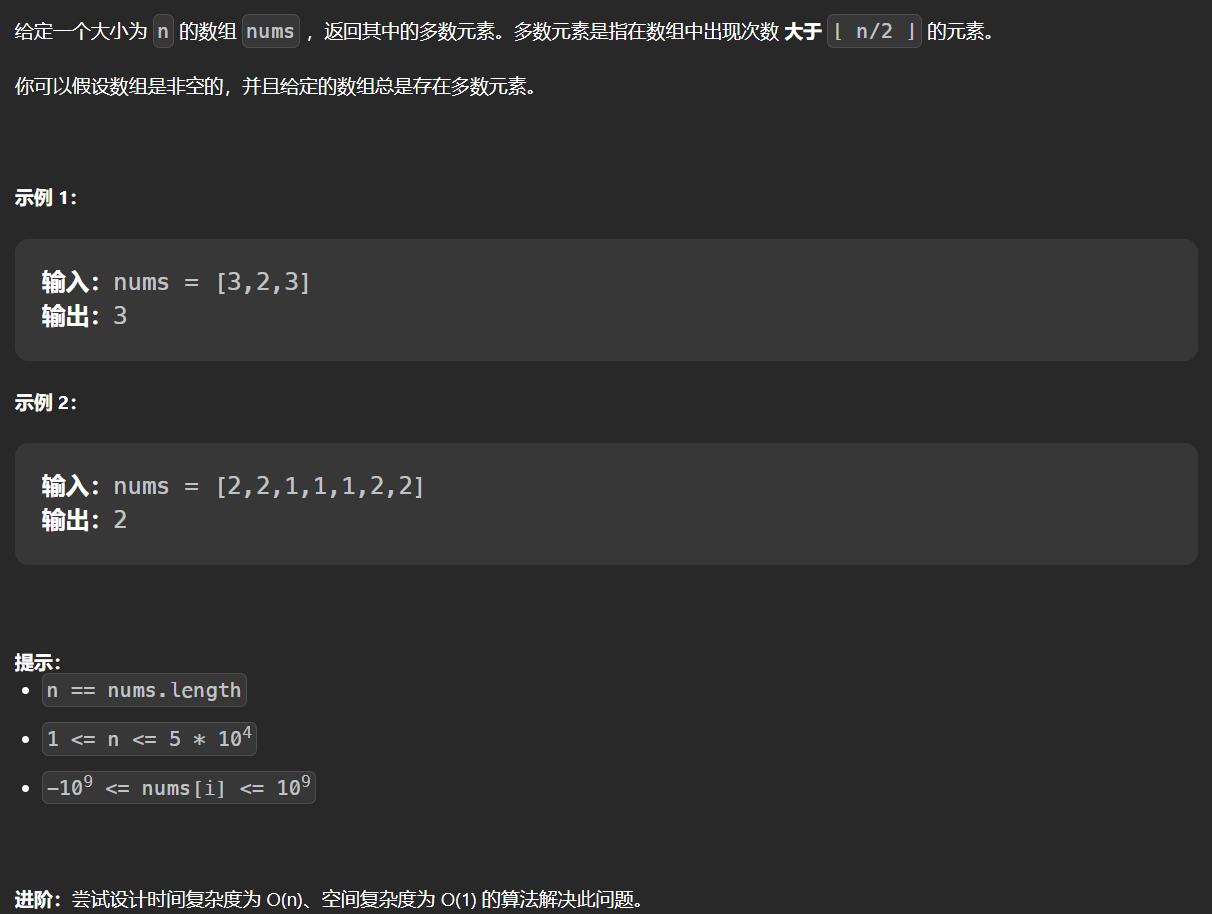 给定一个大小为 n 的数组 nums ，返回其中的多数元素。多数元素是指在数组中出现次数 大于 ⌊ n/2 ⌋ 的元素。
你可以假设数组是非空的，并且给定的数组总是存在多数元素。
示例 1：
输入：nums = [3,2,3]
输出：3
示例 2：
输入：nums = [2,2,1,1,1,2,2]
输出：2
提示：
• n == nums.length
• 1 <= n <= 5 * 10⁴
• -10⁹ <= nums[i] <= 10⁹
进阶：尝试设计时间复杂度为 O(n)、空间复杂度为 O(1) 的算法解决此问题。